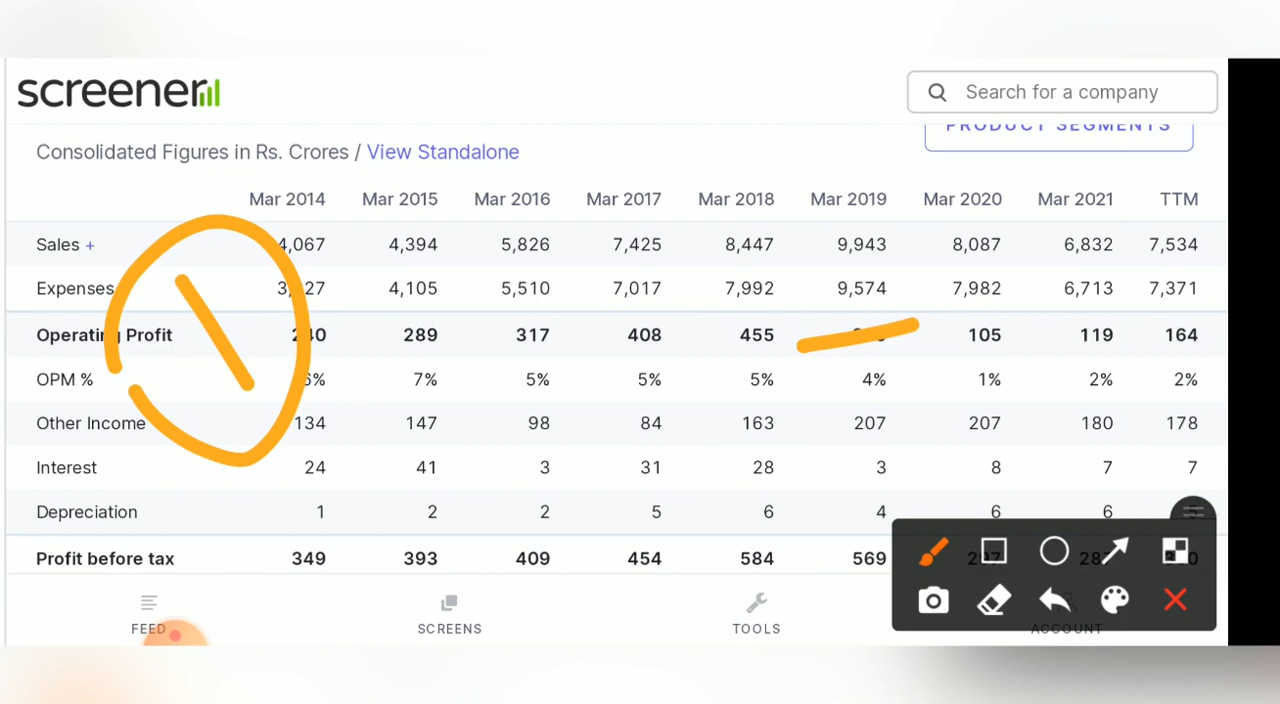 screener
Search for a company
PRODUCT SEGMENTS
Consolidated Figures in Rs. Crores / View Standalone
Mar 2014 Mar 2015 Mar 2016 Mar 2017 Mar 2018 Mar 2019 Mar 2020 Mar 2021 TTM
Sales + 4,067 4,394 5,826 7,425 8,447 9,943 8,087 6,832 7,534
Expenses 4,105 5,510 7,017 7,992 9,574 7,982 6,713 7,371
Operating Profit 240 289 317 408 455 105 119 164
OPM % 6% 7% 5% 5% 5% 4% 1% 2% 2%
Other Income 134 147 98 84 163 207 207 180 178
Interest 24 41 3 31 28 3 8 7 7
Depreciation 1 2 2 5 6 4 6 6
Profit before tax 349 393 409 454 584 569 297
FEED SCREENS TOOLS ACCOUNT